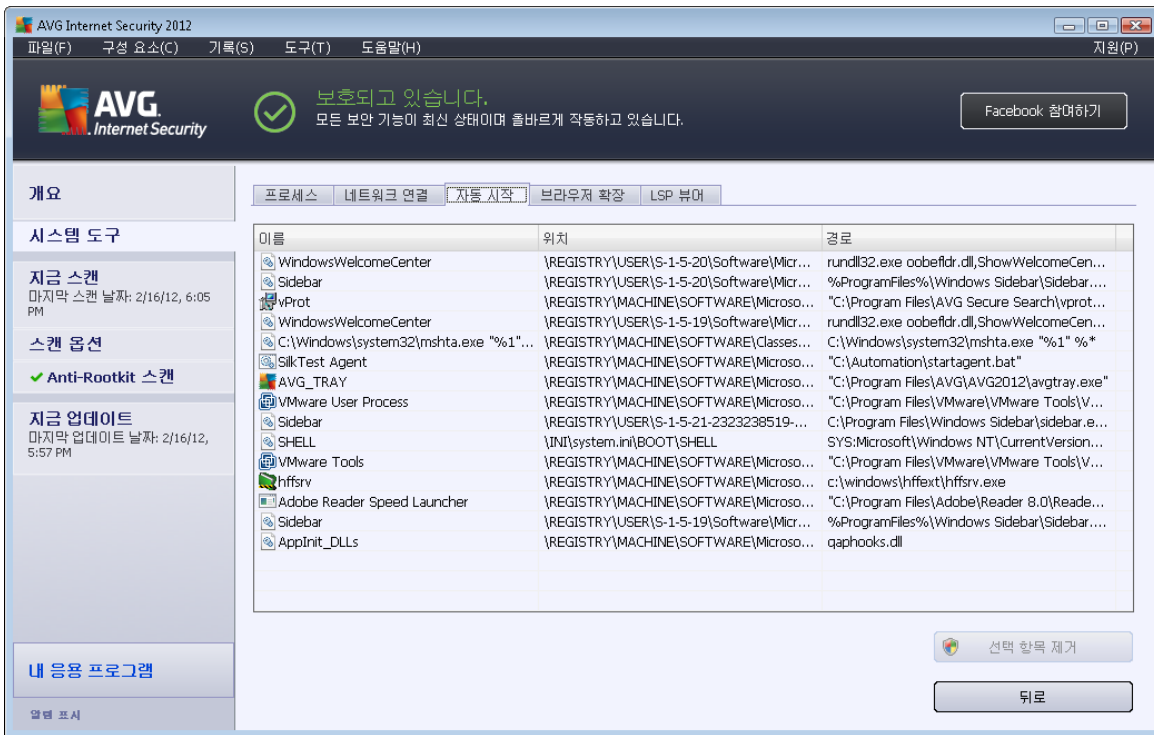 AVG Internet Security 2012
파일(F) 구성 요소(C) 기록(S) 도구(T) 도움말(H) 지원(P)
AVG.
Internet Security
보호되고 있습니다.
모든 보안 기능이 최신 상태이며 올바르게 작동하고 있습니다.
Facebook 참여하기
개요
시스템 도구
지금 스캔
마지막 스캔 날짜: 2/16/12, 6:05
PM
스캔 옵션
Anti-Rootkit 스캔
지금 업데이트
마지막 업데이트 날짜: 2/16/12,
5:57 PM
내 응용 프로그램
알림 표시
프로세스 네트워크 연결 자동 시작 브라우저 확장 LSP 뷰어
이름 위치 경로
WindowsWelcomeCenter \REGISTRY\USER\S-1-5-20\Software\Micr... rundll32.exe oobefldr.dll,ShowWelcomeCen...
Sidebar \REGISTRY\USER\S-1-5-20\Software\Micr... %ProgramFiles%\Windows Sidebar\Sidebar....
vProt \REGISTRY\MACHINE\SOFTWARE\Microso... "C:\Program Files\AVG Secure Search\vprot...
WindowsWelcomeCenter \REGISTRY\USER\S-1-5-19\Software\Micr... rundll32.exe oobefldr.dll,ShowWelcomeCen...
C:\Windows\system32\mshta.exe "%1"... \REGISTRY\MACHINE\SOFTWARE\Classes... C:\Windows\system32\mshta.exe "%1" %*
SilkTest Agent \REGISTRY\MACHINE\SOFTWARE\Microso... "C:\Automation\startagent.bat"
AVG_TRAY \REGISTRY\MACHINE\SOFTWARE\Microso... "C:\Program Files\AVG\AVG2012\avgtray.exe"
VMware User Process \REGISTRY\MACHINE\SOFTWARE\Microso... "C:\Program Files\VMware\VMware Tools\V...
Sidebar \REGISTRY\USER\S-1-5-21-2323238519-... C:\Program Files\Windows Sidebar\sidebar.e...
SHELL \INI\system.ini\BOOT\SHELL SYS:Microsoft\Windows NT\CurrentVersion...
VMware Tools \REGISTRY\MACHINE\SOFTWARE\Microso... "C:\Program Files\VMware\VMware Tools\V...
hffsrv \REGISTRY\MACHINE\SOFTWARE\Microso... c:\windows\hffext\hffsrv.exe
Adobe Reader Speed Launcher \REGISTRY\MACHINE\SOFTWARE\Microso... "C:\Program Files\Adobe\Reader 8.0\Reade...
Sidebar \REGISTRY\USER\S-1-5-19\Software\Micr... %ProgramFiles%\Windows Sidebar\Sidebar....
AppInit_DLLs \REGISTRY\MACHINE\SOFTWARE\Microso... qaphooks.dll
선택 항목 제거
뒤로